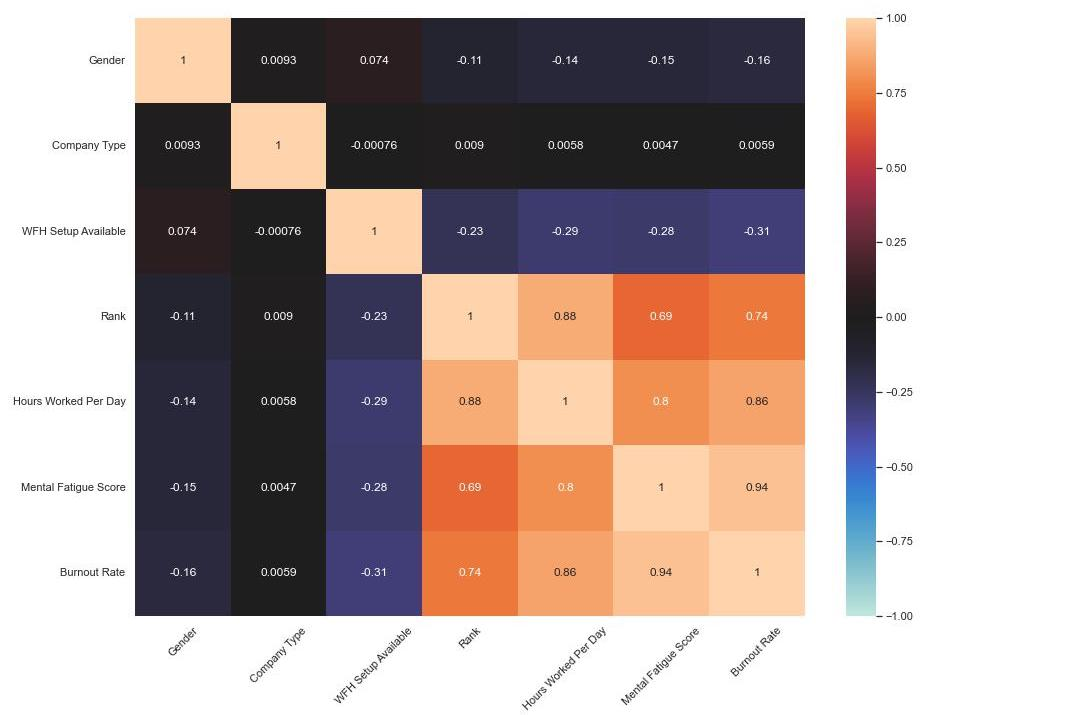 Gender 1 0.0093 0.074 -0.11 -0.14 -0.15 -0.16
Company Type 0.0093 1 -0.00076 0.009 0.0058 0.0047 0.0059
WFH Setup Available 0.074 -0.00076 1 -0.23 -0.29 -0.28 -0.31
Rank -0.11 0.009 -0.23 1 0.88 0.69 0.74
Hours Worked Per Day -0.14 0.0058 -0.29 0.88 1 0.8 0.86
Mental Fatigue Score -0.15 0.0047 -0.28 0.69 0.8 1 0.94
Burnout Rate -0.16 0.0059 -0.31 0.74 0.86 0.94 1
Gender
Company Type
WFH Setup Available
Rank
Hours Worked Per Day
Mental Fatigue Score
Burnout Rate
1.00
0.75
0.50
0.25
0.00
−0.25
−0.50
−0.75
−1.00